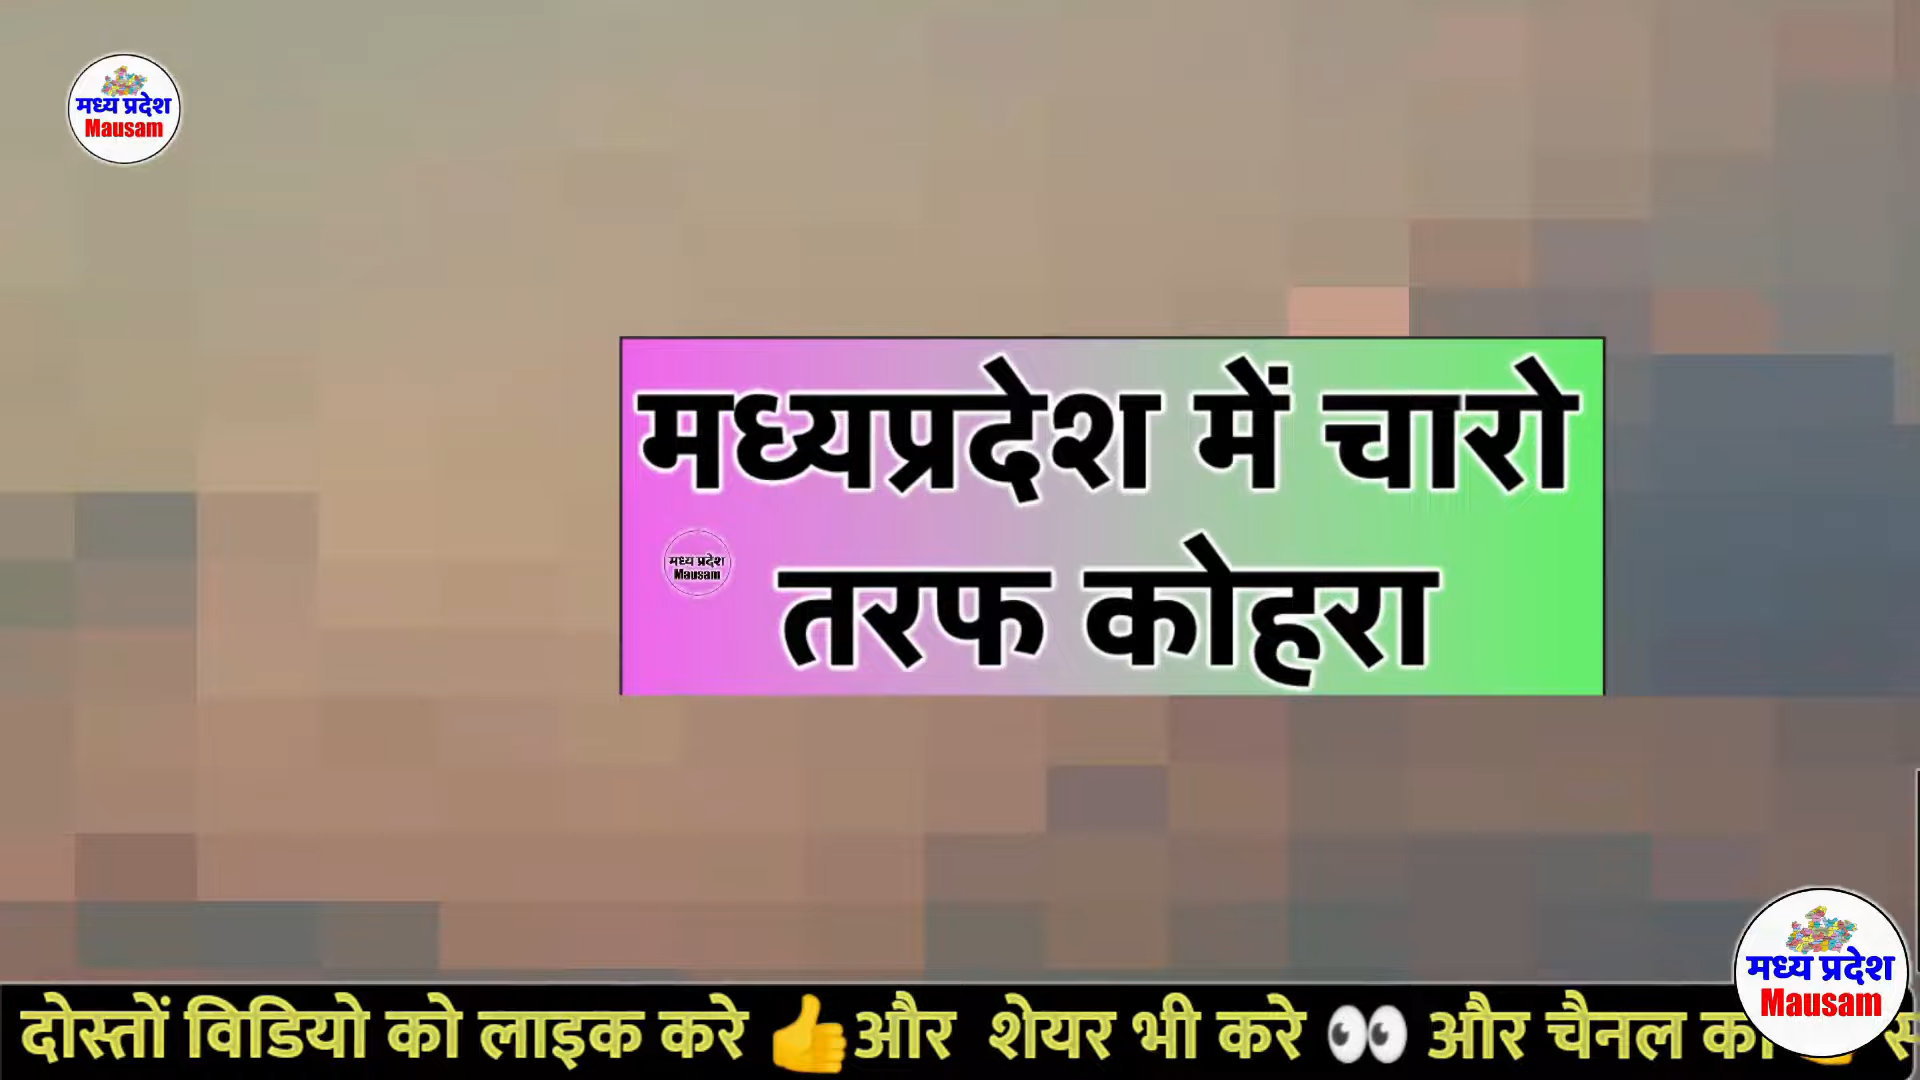 मध्य प्रदेश
Mausam
मध्यप्रदेश में चारो
मध्य प्रदेश
Mausam
तरफ कोहरा
मध्य प्रदेश
Mausam
दोस्तों विडियो को लाइक करे 👍और शेयर भी करे 👀 और चैनल को